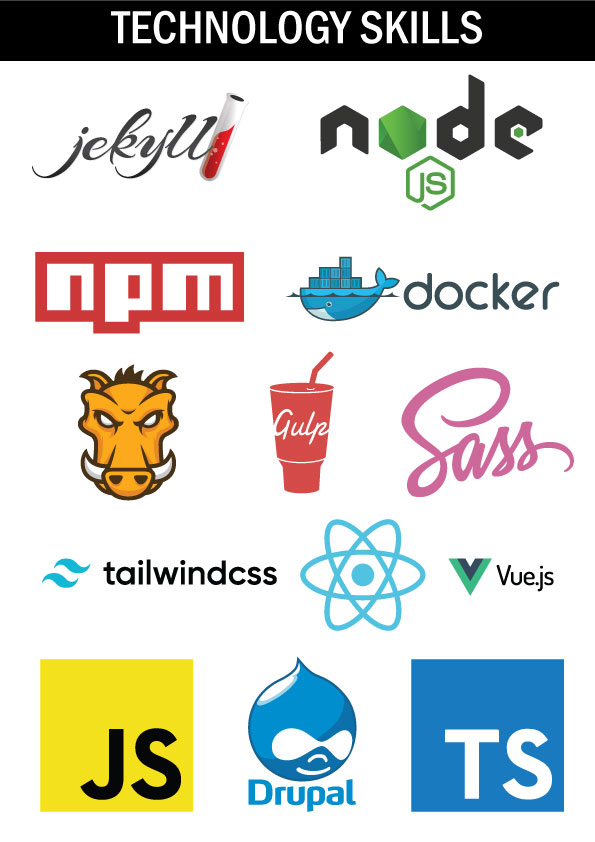 TECHNOLOGY SKILLS
jekyll
node
JS
npm
docker
Gulp
Sass
tailwindcss
Vue.js
JS
Drupal
TS